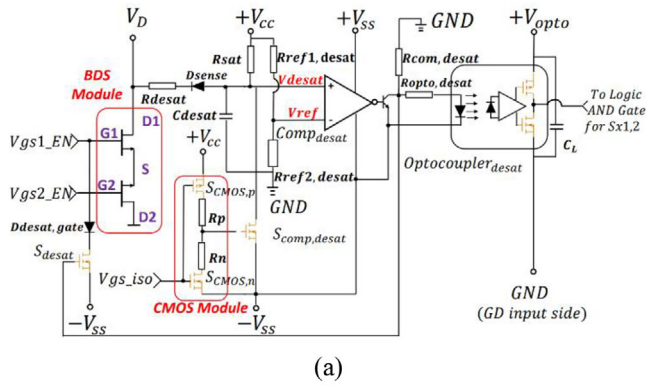 V_D
+V_CC
+V_SS
GND
+V_opto
Rsat
Rref1,desat
Rcom,desat
BDS
Module
Dsense
Vdesat
Ropto,desat
Rdesat
G1
D1
Cdesat
Vref
Comp_desat
To Logic
AND Gate
for Sx1,2
Vgs1_EN
+V_CC
S
Rref2,desat
Optocoupler_desat
C_L
Vgs2_EN
G2
S_CMOS,p
GND
D2
Rp
Ddesat,gate
S_comp,desat
S_desat
Rn
Vgs_iso
S_CMOS,n
GND
(GD input side)
CMOS Module
−V_SS
−V_SS
(a)